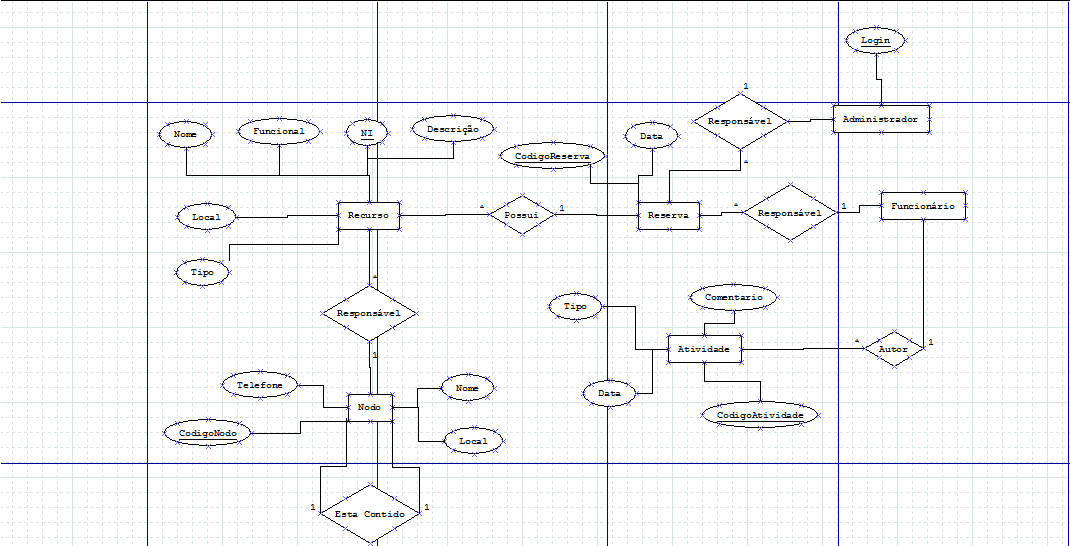 Login
1
Administrador
Responsável
Nome
Funcional
NI
Descrição
Data
CodigoReserva
*
Local
Recurso
*
Possui
1
Reserva
*
Responsável
1
Funcionário
Tipo
*
Responsável
1
Tipo
Comentario
Atividade
*
Autor
1
Data
CodigoAtividade
Telefone
Nome
Nodo
CodigoNodo
Local
1
Esta Contido
1